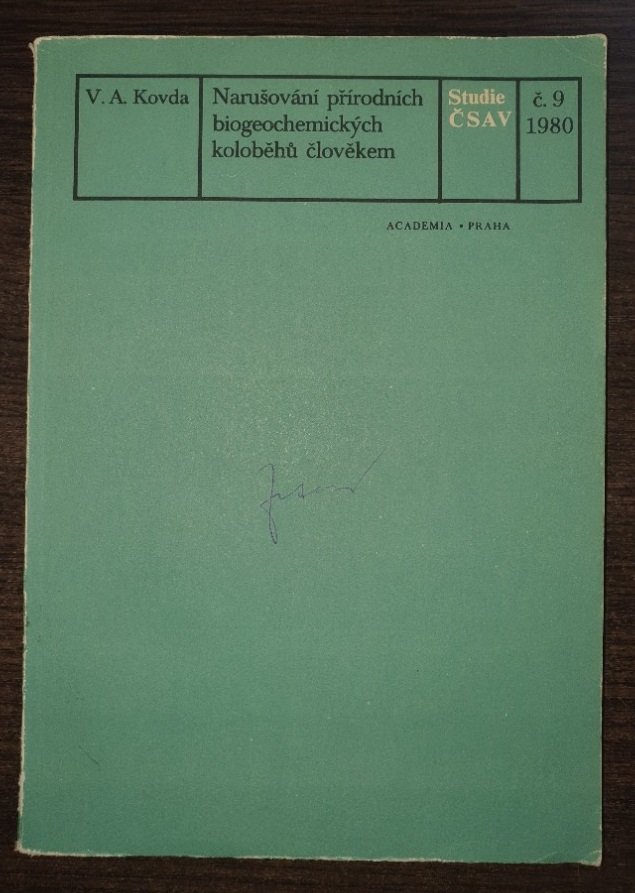 V. A. Kovda
Narušování přírodních
biogeochemických
koloběhů člověkem
Studie
ČSAV
č. 9
1980
ACADEMIA • PRAHA